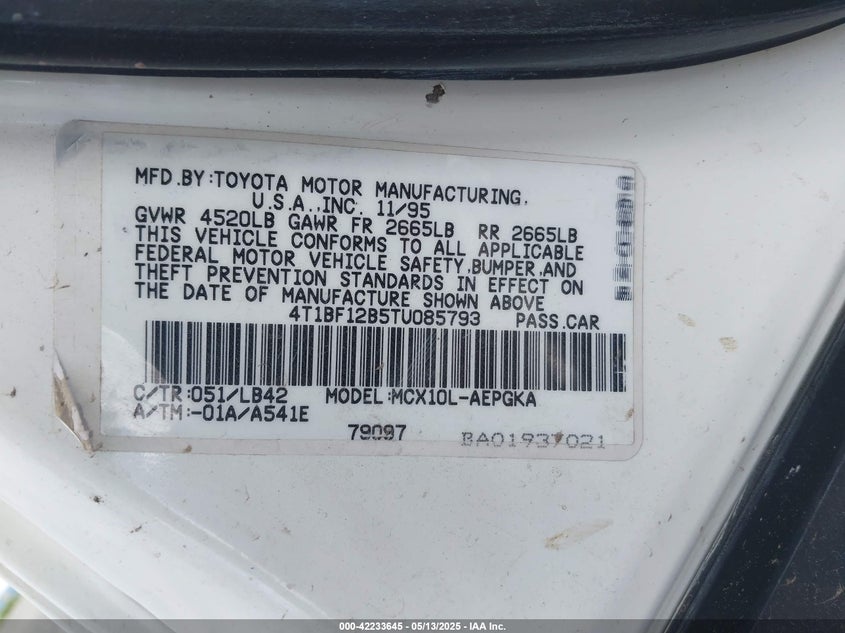 MFD.BY:TOYOTA MOTOR MANUFACTURING,
U.S.A.,INC. 11/95
GVWR 4520LB GAWR FR 2665LB RR 2665LB
THIS VEHICLE CONFORMS TO ALL APPLICABLE
FEDERAL MOTOR VEHICLE SAFETY,BUMPER,AND
THEFT PREVENTION STANDARDS IN EFFECT ON
THE DATE OF MANUFACTURE SHOWN ABOVE
4T1BF12B5TU085793 PASS.CAR
C/TR:051/LB42 MODEL:MCX10L-AEPGKA
A/TM:-01A/A541E
79097 BA01937021
000-42233645 - 05/13/2025 - IAA Inc.